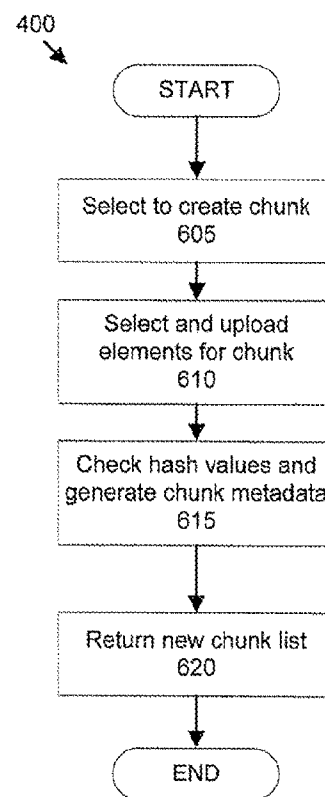 400
START
Select to create chunk
605
Select and upload
elements for chunk
610
Check hash values and
generate chunk metadata
615
Return new chunk list
620
END